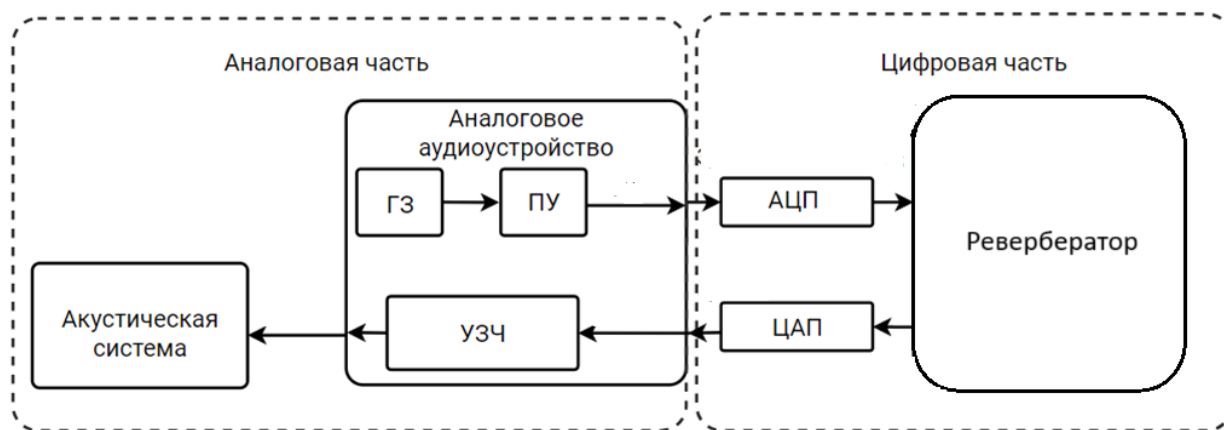 Аналоговая часть
Цифровая часть
Аналоговое
аудиоустройство
ГЗ
ПУ
АЦП
Ревербератор
Акустическая
система
УЗЧ
ЦАП